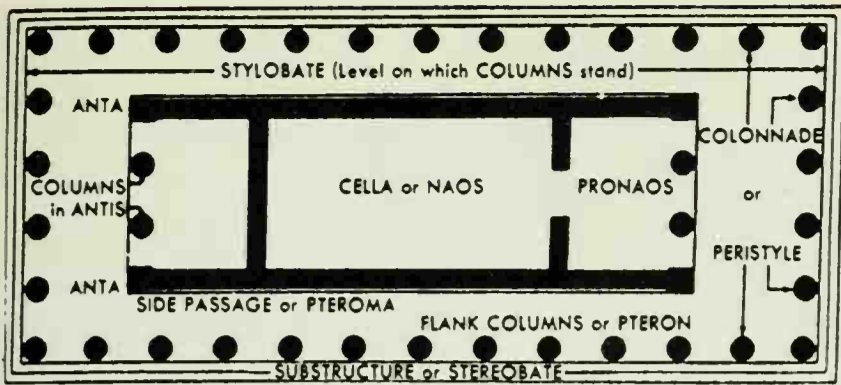 STYLOBATE (Level on which COLUMNS stand)
ANTA
COLONNADE
COLUMNS
in ANTIS
CELLA or NAOS
PRONAOS
or
PERISTYLE
ANTA
SIDE PASSAGE or PTEROMA
FLANK COLUMNS or PTERON
SUBSTRUCTURE or STEREOBATE